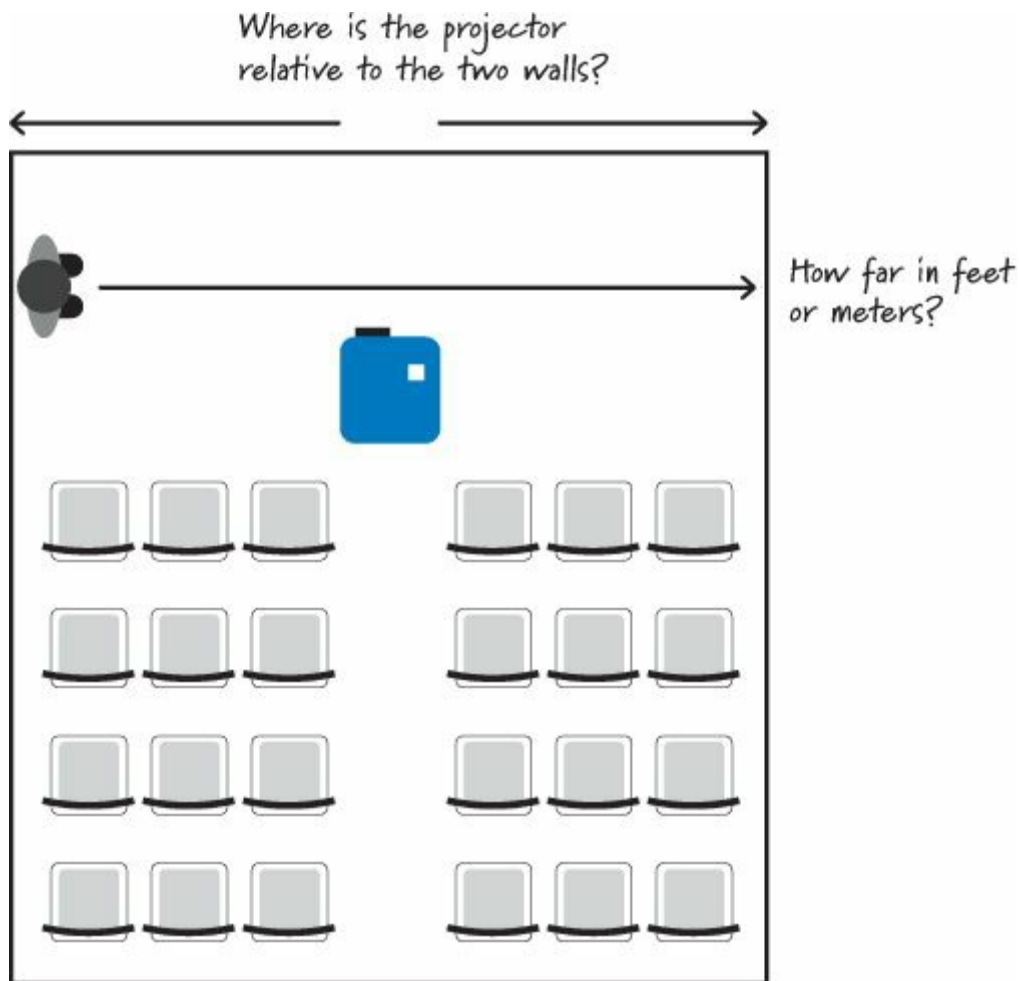 Where is the projector
relative to the two walls?
How far in feet
or meters?